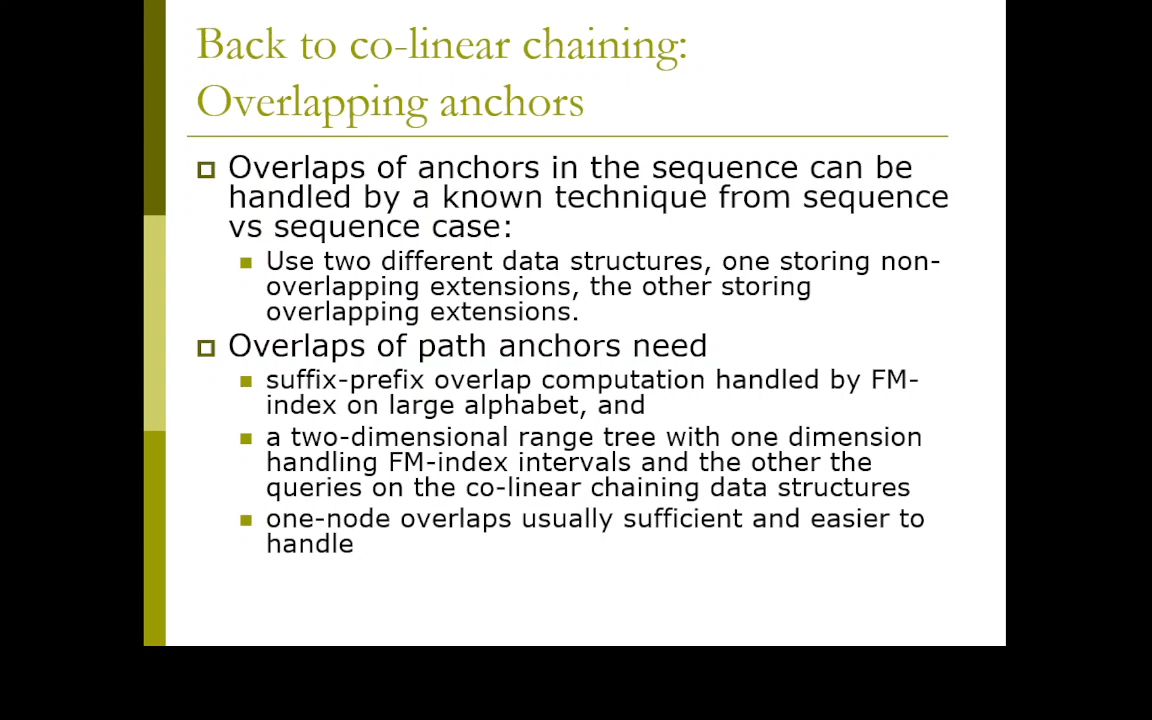 Back to co-linear chaining:
Overlapping anchors
Overlaps of anchors in the sequence can be
handled by a known technique from sequence
vs sequence case:
Use two different data structures, one storing non-
overlapping extensions, the other storing
overlapping extensions.
Overlaps of path anchors need
suffix-prefix overlap computation handled by FM-
index on large alphabet, and
a two-dimensional range tree with one dimension
handling FM-index intervals and the other the
queries on the co-linear chaining data structures
one-node overlaps usually sufficient and easier to
handle